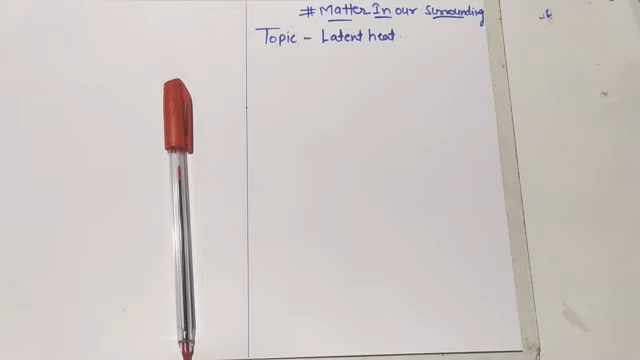 # Matter In our surrounding
Topic - Latent heat.